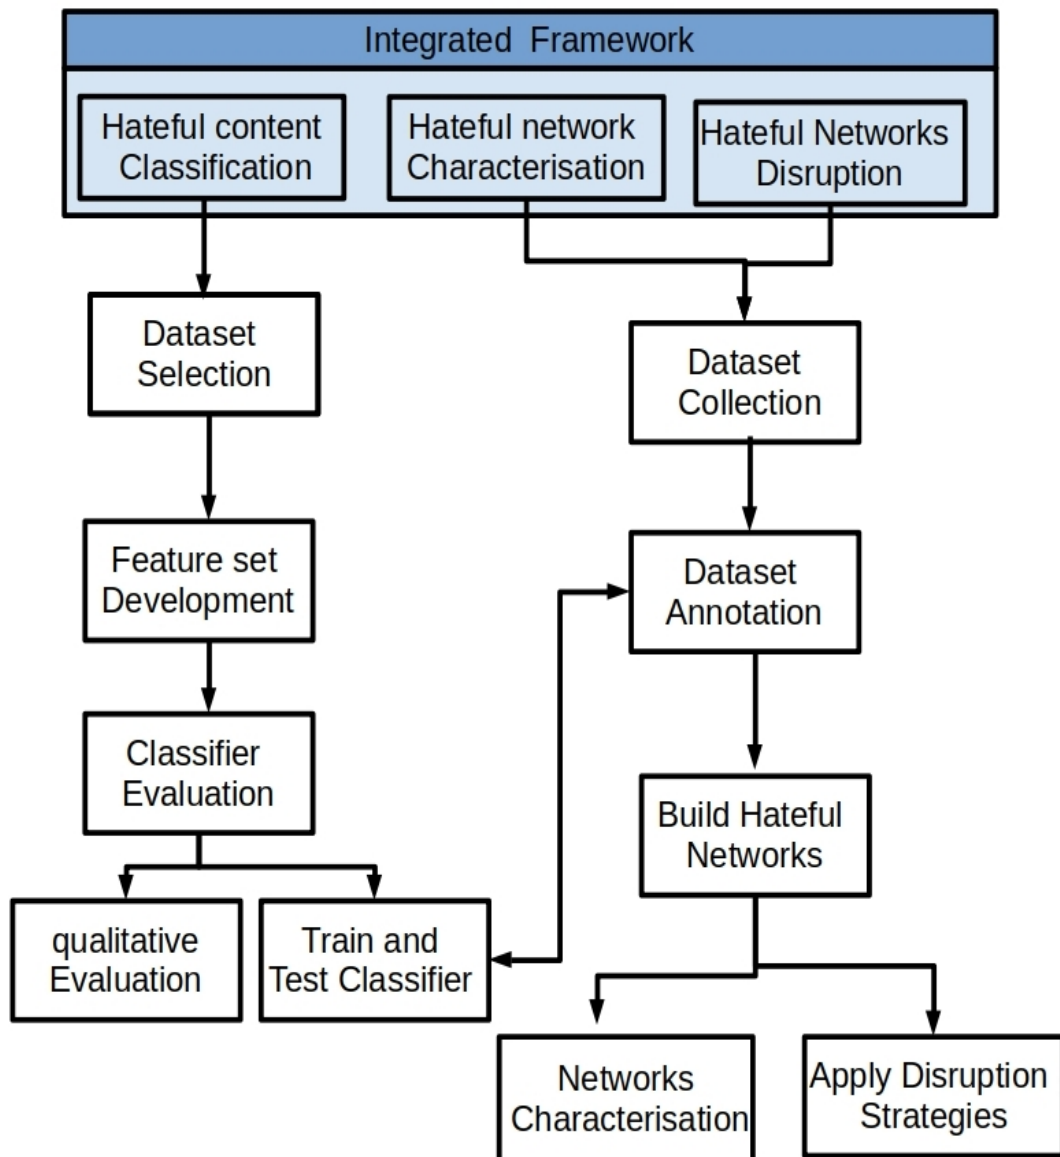 Integrated Framework
Hateful content
Classification
Hateful network
Characterisation
Hateful Networks
Disruption
Dataset
Selection
Dataset
Collection
Feature set
Development
Dataset
Annotation
Classifier
Evaluation
Build Hateful
Networks
qualitative
Evaluation
Train and
Test Classifier
Networks
Characterisation
Apply Disruption
Strategies